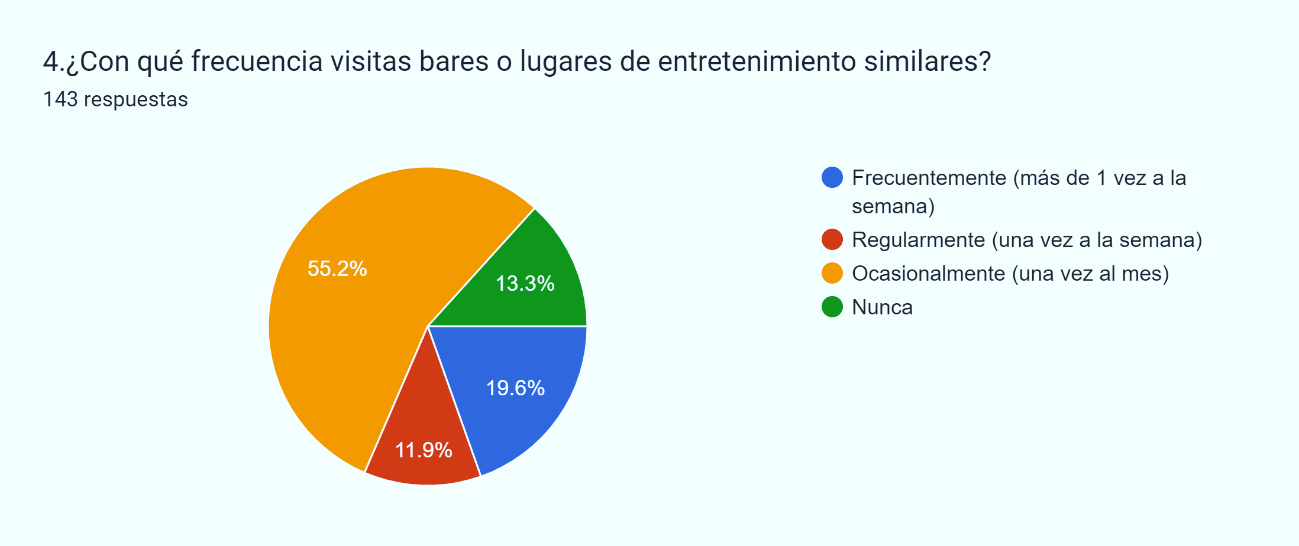 4.¿Con qué frecuencia visitas bares o lugares de entretenimiento similares?
143 respuestas
55.2%
13.3%
19.6%
11.9%
Frecuentemente (más de 1 vez a la
semana)
Regularmente (una vez a la semana)
Ocasionalmente (una vez al mes)
Nunca